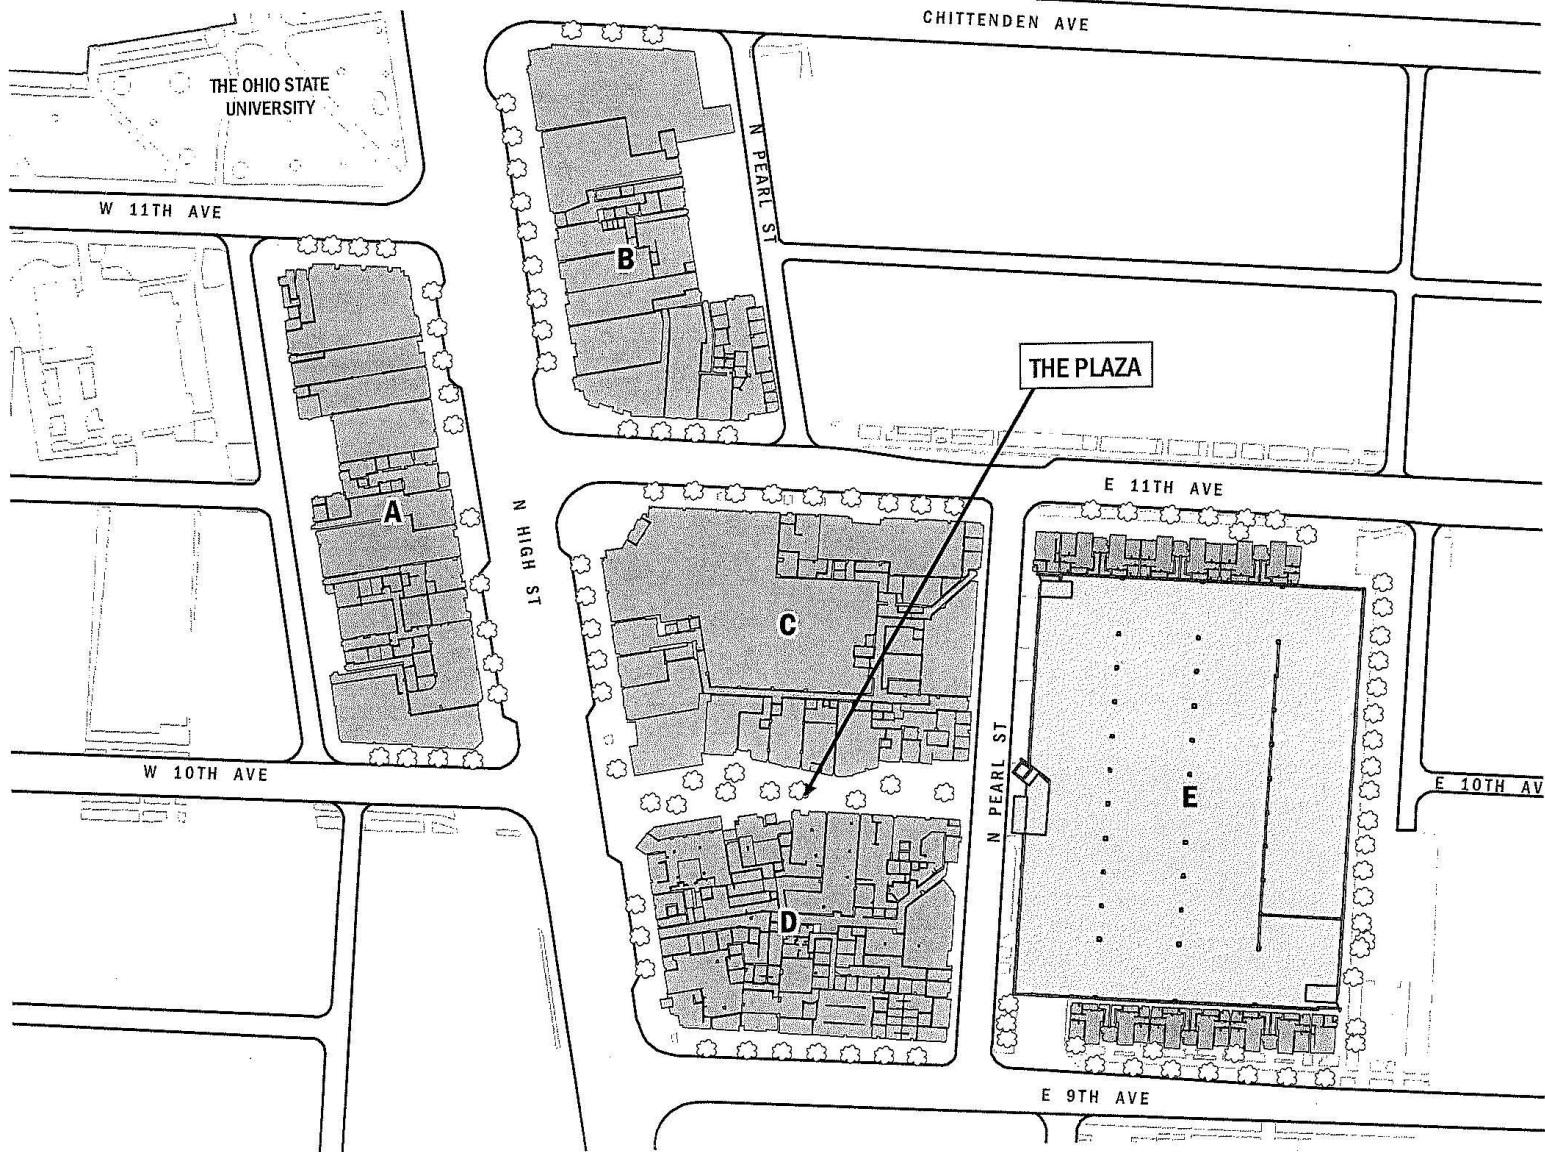 CHITTENDEN AVE
THE OHIO STATE
UNIVERSITY
N PEARL ST
W 11TH AVE
B
THE PLAZA
E 11TH AVE
A
N HIGH ST
C
N PEARL ST
W 10TH AVE
E
E 10TH AV
D
E 9TH AVE